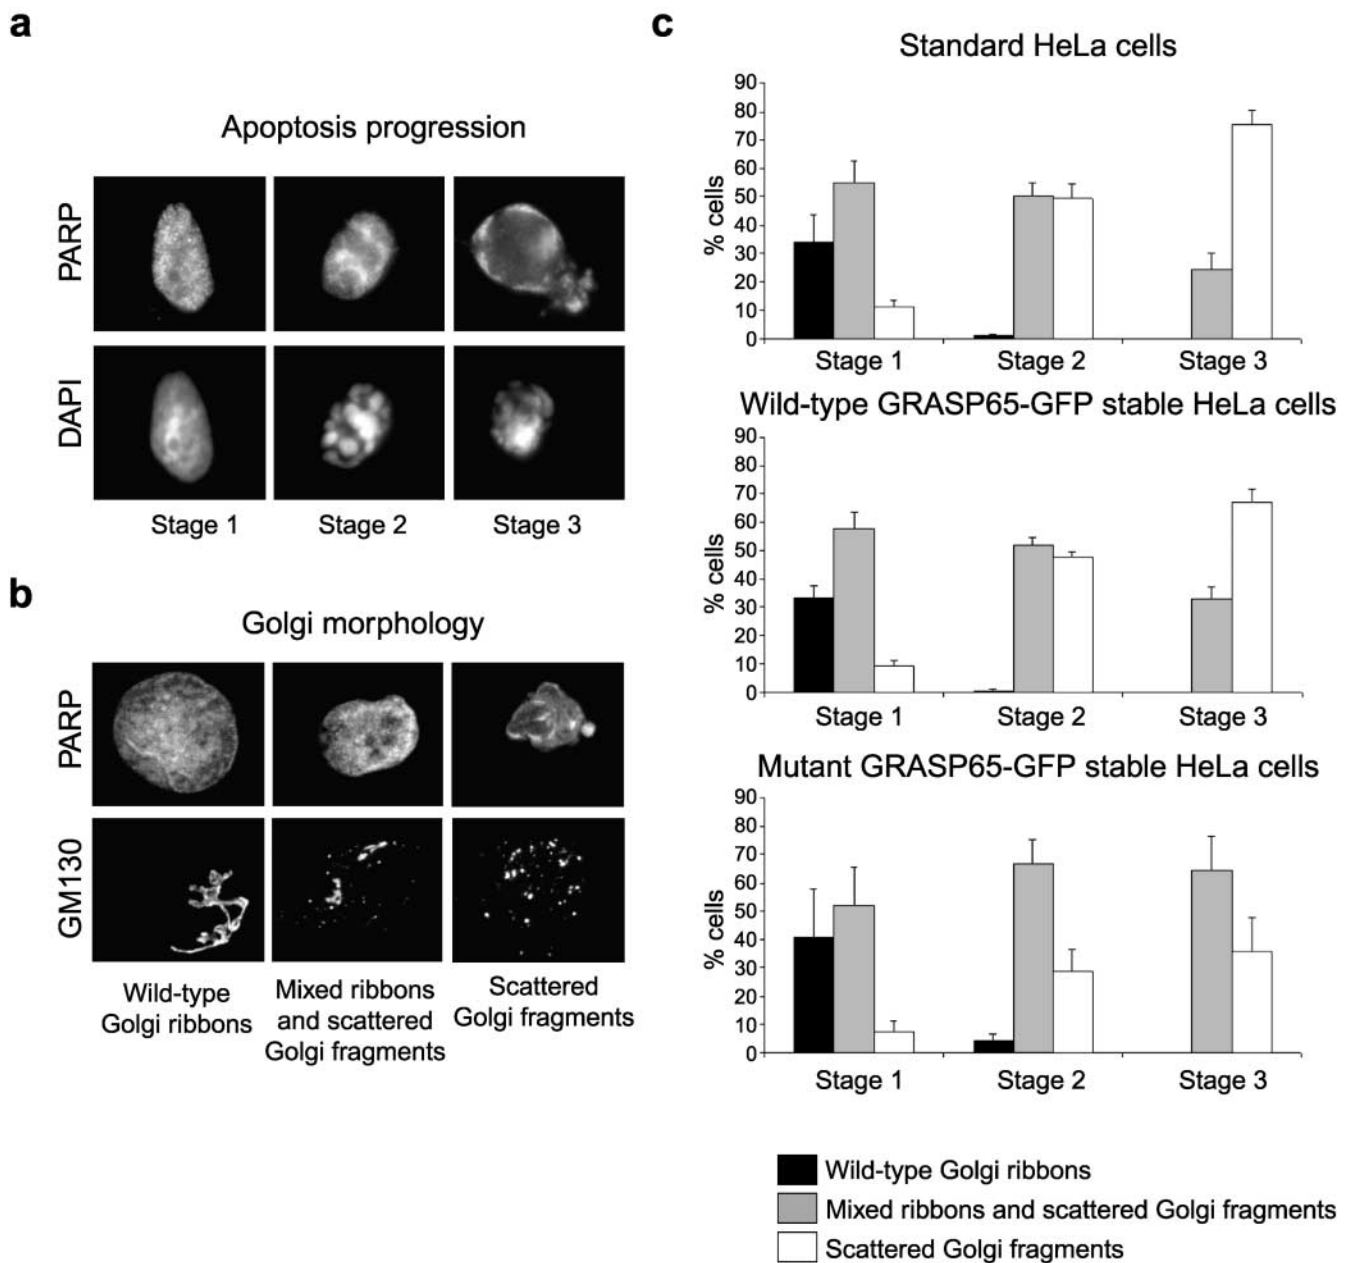 a
Apoptosis progression
PARP
DAPI
Stage 1 Stage 2 Stage 3
b
Golgi morphology
PARP
GM130
Wild-type
Golgi ribbons
Mixed ribbons
and scattered
Golgi fragments
Scattered
Golgi fragments
c
Standard HeLa cells
% cells
90
80
70
60
50
40
30
20
10
0
Stage 1 Stage 2 Stage 3
Wild-type GRASP65-GFP stable HeLa cells
% cells
90
80
70
60
50
40
30
20
10
0
Stage 1 Stage 2 Stage 3
Mutant GRASP65-GFP stable HeLa cells
% cells
90
80
70
60
50
40
30
20
10
0
Stage 1 Stage 2 Stage 3
Wild-type Golgi ribbons
Mixed ribbons and scattered Golgi fragments
Scattered Golgi fragments